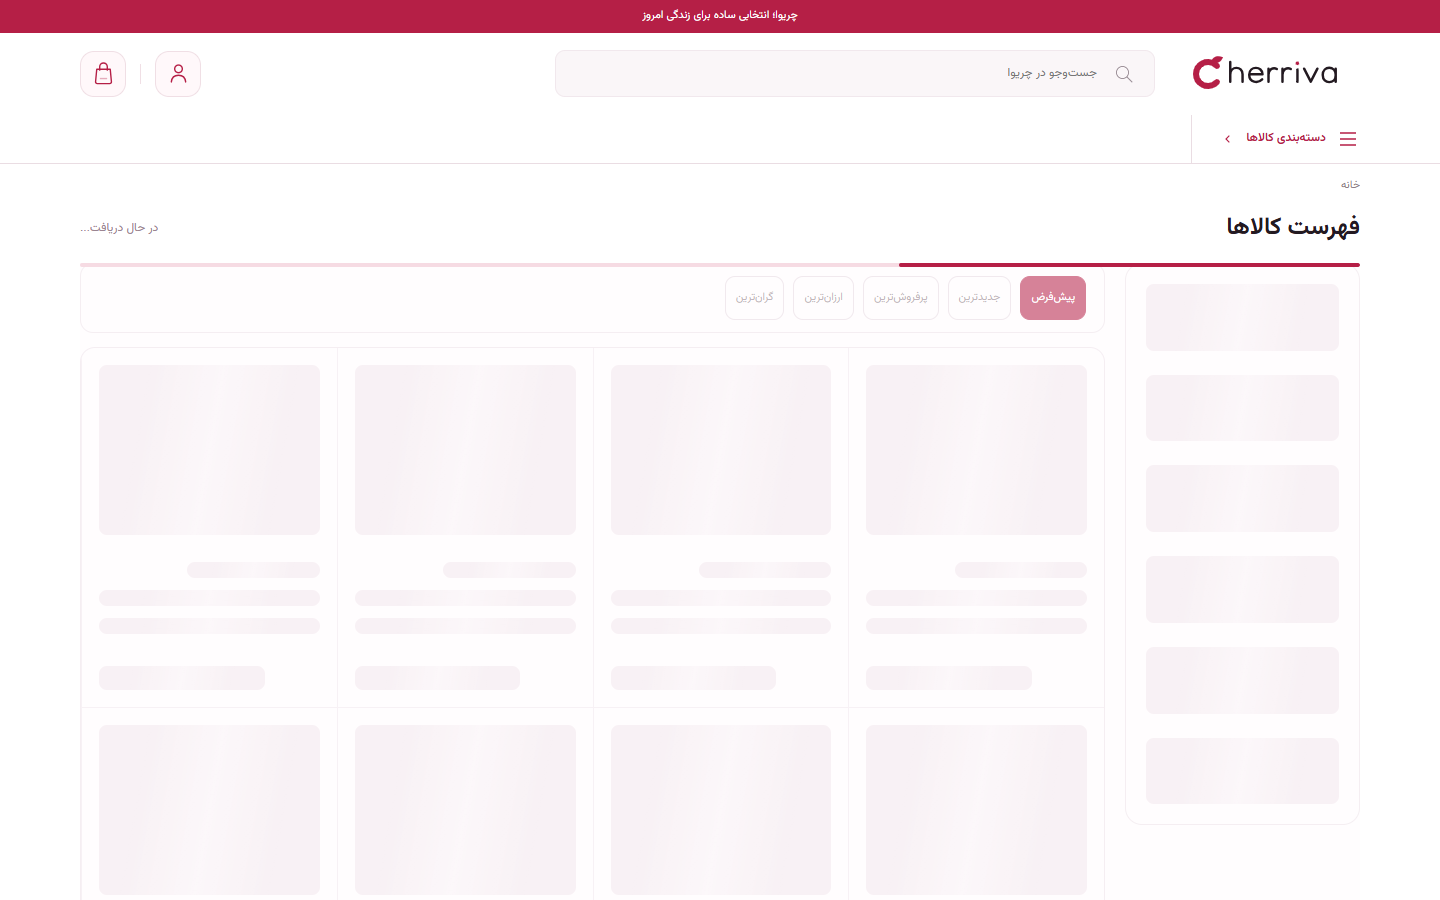 چریوا؛ انتخابی ساده برای زندگی امروز
Cherriva
جست‌وجو در چریوا
دسته‌بندی کالاها
خانه
فهرست کالاها
در حال دریافت...
پیش‌فرض
جدیدترین
پرفروش‌ترین
ارزان‌ترین
گران‌ترین